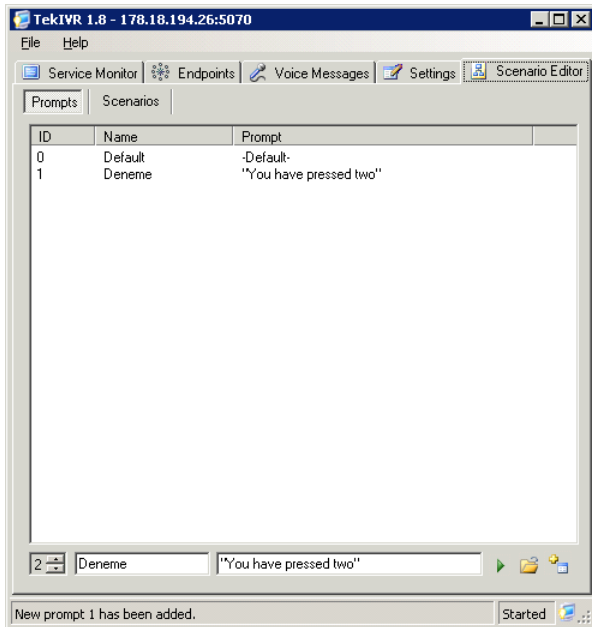 TekIVR 1.8 - 178.18.194.26:5070
File Help
Service Monitor Endpoints Voice Messages Settings Scenario Editor
Prompts Scenarios
ID Name Prompt
0 Default -Default-
1 Deneme "You have pressed two"
2 Deneme "You have pressed two"
New prompt 1 has been added. Started